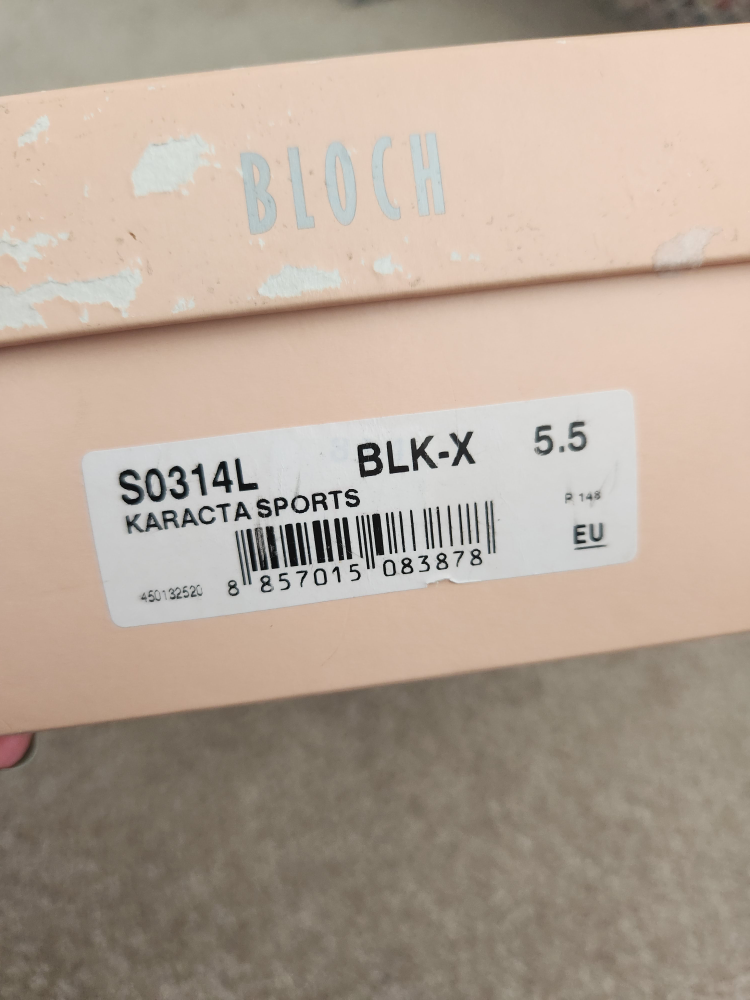 BLOCH
S0314L BLK-X 5.5
KARACTA SPORTS
P. 148
EU
450132520
8 857015 083878